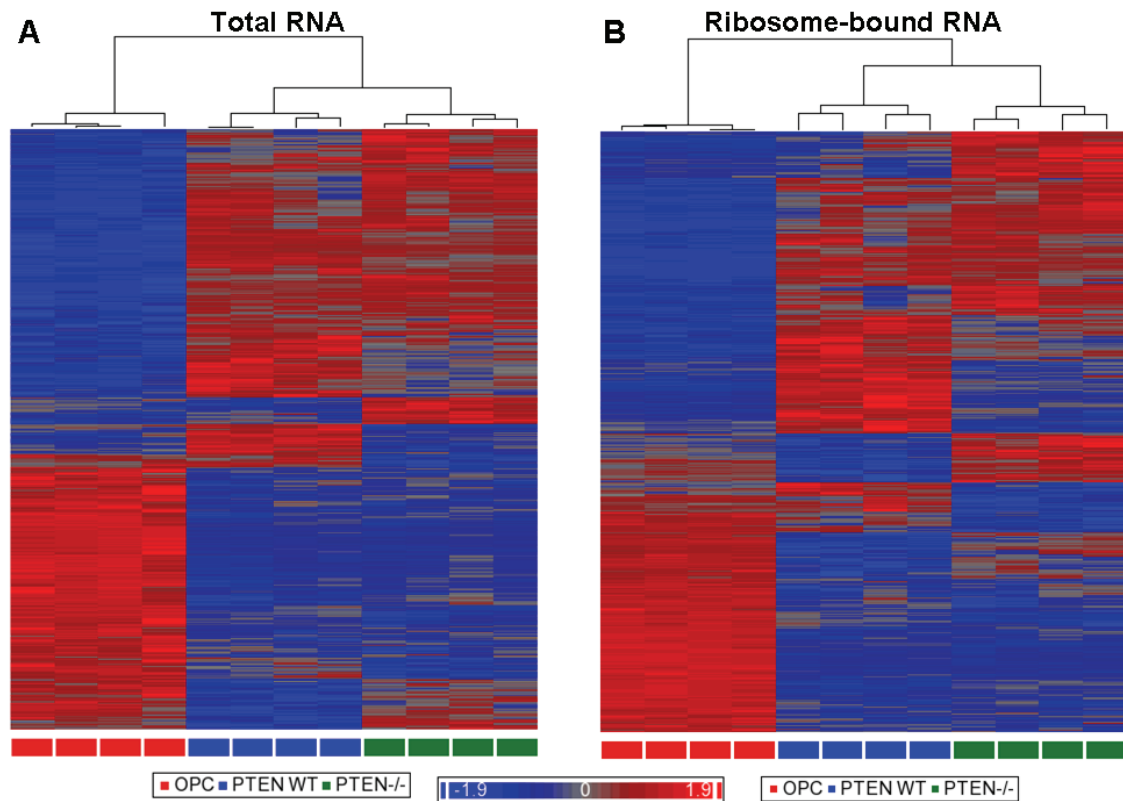 A Total RNA
B Ribosome-bound RNA
OPC PTEN WT PTEN-/-
-1.9 0 1.9
OPC PTEN WT PTEN-/-